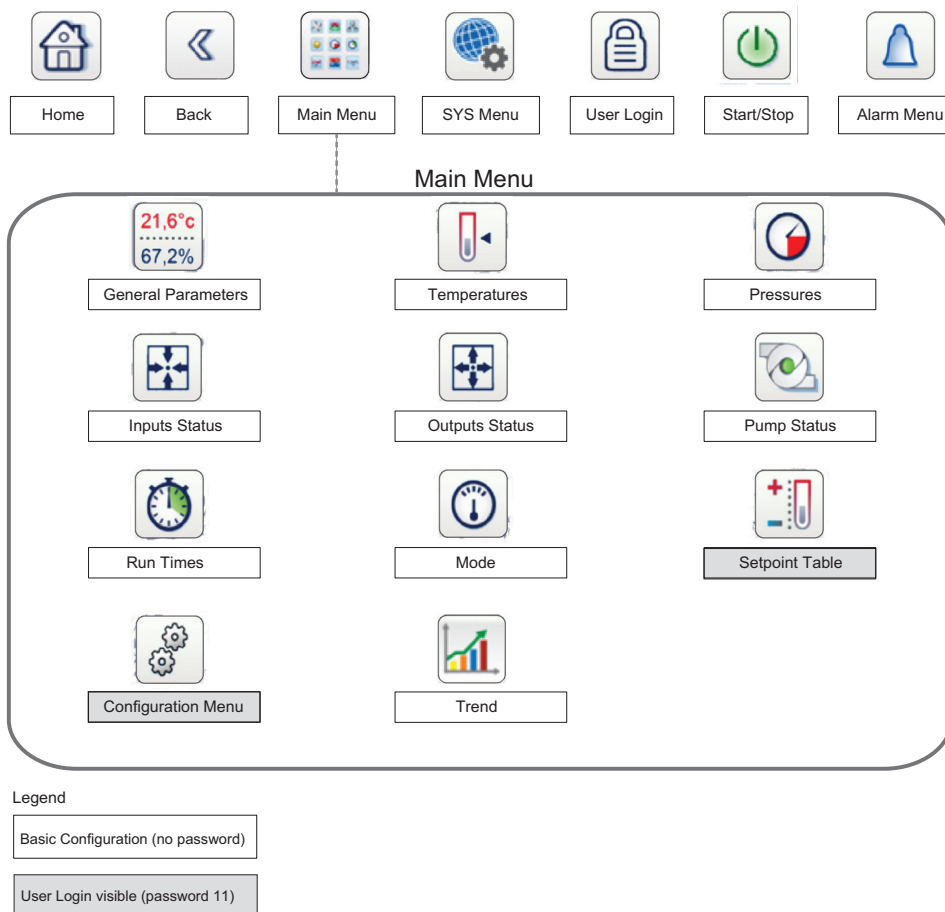 Home
Back
Main Menu
SYS Menu
User Login
Start/Stop
Alarm Menu
Main Menu
21,6°c
67,2%
General Parameters
Temperatures
Pressures
Inputs Status
Outputs Status
Pump Status
Run Times
Mode
Setpoint Table
Configuration Menu
Trend
Legend
Basic Configuration (no password)
User Login visible (password 11)